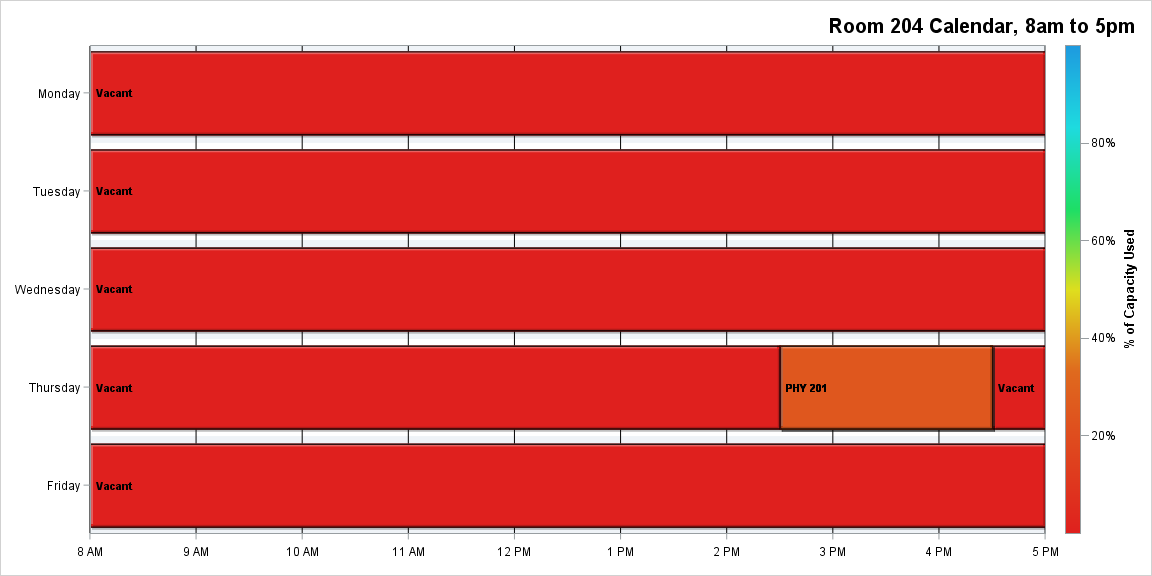 Room 204 Calendar, 8am to 5pm
Monday
Vacant
Tuesday
Vacant
Wednesday
Vacant
Thursday
Vacant
PHY 201
Vacant
Friday
Vacant
8 AM
9 AM
10 AM
11 AM
12 PM
1 PM
2 PM
3 PM
4 PM
5 PM
80%
60%
40%
20%
% of Capacity Used